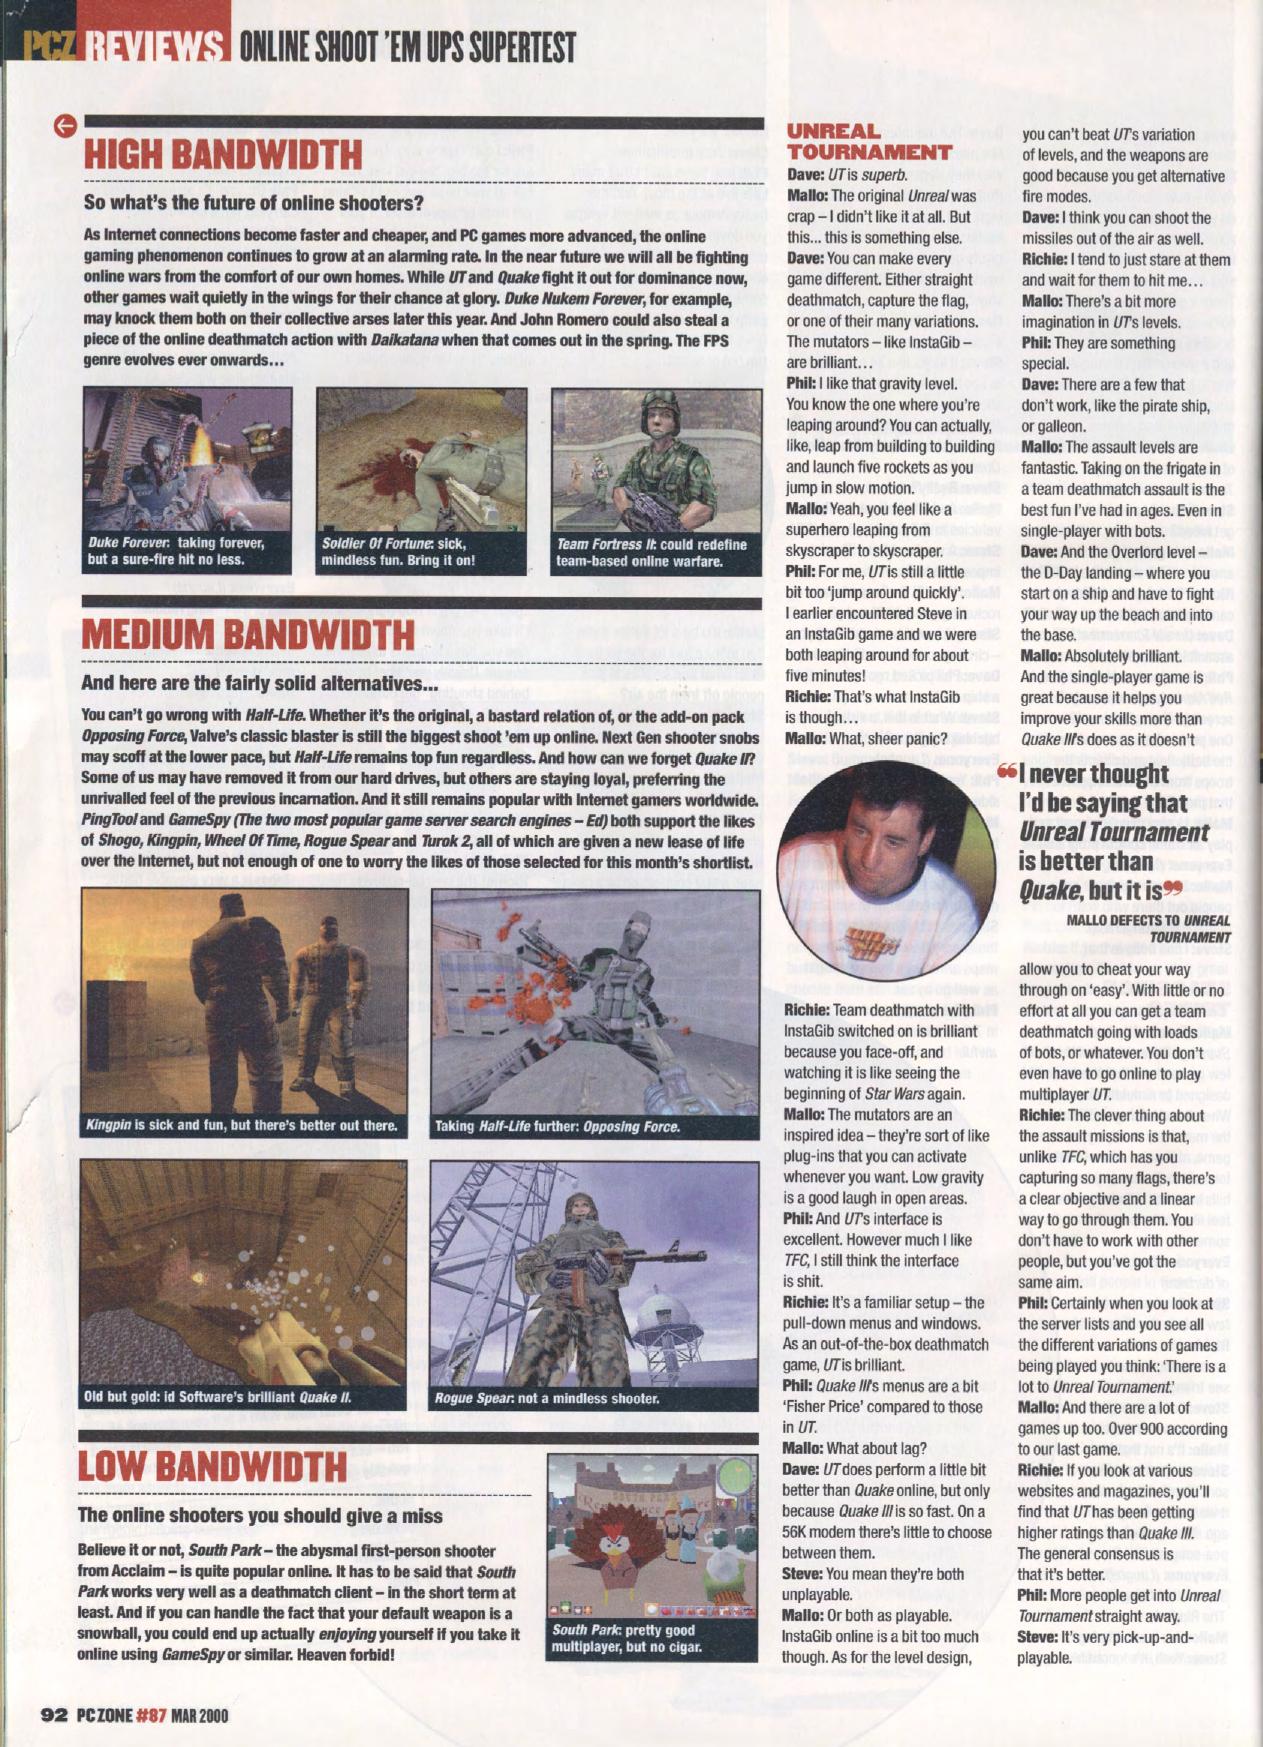 PCZ REVIEWS ONLINE SHOOT 'EM UPS SUPERTEST
HIGH BANDWIDTH
So what's the future of online shooters?
As Internet connections become faster and cheaper, and PC games more advanced, the online
gaming phenomenon continues to grow at an alarming rate. In the near future we will all be fighting
online wars from the comfort of our own homes. While UT and Quake fight it out for dominance now,
other games wait quietly in the wings for their chance at glory. Duke Nukem Forever, for example,
may knock them both on their collective arses later this year. And John Romero could also steal a
piece of the online deathmatch action with Daikatana when that comes out in the spring. The FPS
genre evolves ever onwards...
Duke Forever: taking forever,
but a sure-fire hit no less.
Soldier Of Fortune: sick,
mindless fun. Bring it on!
Team Fortress II: could redefine
team-based online warfare.
MEDIUM BANDWIDTH
And here are the fairly solid alternatives...
You can't go wrong with Half-Life. Whether it's the original, a bastard relation of, or the add-on pack
Opposing Force, Valve's classic blaster is still the biggest shoot 'em up online. Next Gen shooter snobs
may scoff at the lower pace, but Half-Life remains top fun regardless. And how can we forget Quake II?
Some of us may have removed it from our hard drives, but others are staying loyal, preferring the
unrivalled feel of the previous incarnation. And it still remains popular with Internet gamers worldwide.
PingTool and GameSpy (The two most popular game server search engines – Ed) both support the likes
of Shogo, Kingpin, Wheel Of Time, Rogue Spear and Turok 2, all of which are given a new lease of life
over the Internet, but not enough of one to worry the likes of those selected for this month's shortlist.
Kingpin is sick and fun, but there's better out there.
Taking Half-Life further: Opposing Force.
Old but gold: id Software's brilliant Quake II.
Rogue Spear: not a mindless shooter.
LOW BANDWIDTH
The online shooters you should give a miss
Believe it or not, South Park – the abysmal first-person shooter
from Acclaim – is quite popular online. It has to be said that South
Park works very well as a deathmatch client – in the short term at
least. And if you can handle the fact that your default weapon is a
snowball, you could end up actually enjoying yourself if you take it
online using GameSpy or similar. Heaven forbid!
SOUTH PARK
South Park: pretty good
multiplayer, but no cigar.
UNREAL
TOURNAMENT
Dave: UT is superb.
Mallo: The original Unreal was
crap – I didn't like it at all. But
this... this is something else.
Dave: You can make every
game different. Either straight
deathmatch, capture the flag,
or one of their many variations.
The mutators – like InstaGib –
are brilliant...
Phil: I like that gravity level.
You know the one where you're
leaping around? You can actually,
like, leap from building to building
and launch five rockets as you
jump in slow motion.
Mallo: Yeah, you feel like a
superhero leaping from
skyscraper to skyscraper.
Phil: For me, UT is still a little
bit too 'jump around quickly'.
I earlier encountered Steve in
an InstaGib game and we were
both leaping around for about
five minutes!
Richie: That's what InstaGib
is though...
Mallo: What, sheer panic?
Richie: Team deathmatch with
InstaGib switched on is brilliant
because you face-off, and
watching it is like seeing the
beginning of Star Wars again.
Mallo: The mutators are an
inspired idea – they're sort of like
plug-ins that you can activate
whenever you want. Low gravity
is a good laugh in open areas.
Phil: And UT's interface is
excellent. However much I like
TFC, I still think the interface
is shit.
Richie: It's a familiar setup – the
pull-down menus and windows.
As an out-of-the-box deathmatch
game, UT is brilliant.
Phil: Quake III's menus are a bit
'Fisher Price' compared to those
in UT.
Mallo: What about lag?
Dave: UT does perform a little bit
better than Quake online, but only
because Quake III is so fast. On a
56K modem there's little to choose
between them.
Steve: You mean they're both
unplayable.
Mallo: Or both as playable.
InstaGib online is a bit too much
though. As for the level design,
you can't beat UT's variation
of levels, and the weapons are
good because you get alternative
fire modes.
Dave: I think you can shoot the
missiles out of the air as well.
Richie: I tend to just stare at them
and wait for them to hit me...
Mallo: There's a bit more
imagination in UT's levels.
Phil: They are something
special.
Dave: There are a few that
don't work, like the pirate ship,
or galleon.
Mallo: The assault levels are
fantastic. Taking on the frigate in
a team deathmatch assault is the
best fun I've had in ages. Even in
single-player with bots.
Dave: And the Overlord level –
the D-Day landing – where you
start on a ship and have to fight
your way up the beach and into
the base.
Mallo: Absolutely brilliant.
And the single-player game is
great because it helps you
improve your skills more than
Quake III's does as it doesn't
“I never thought
I'd be saying that
Unreal Tournament
is better than
Quake, but it is”
MALLO DEFECTS TO UNREAL
TOURNAMENT
allow you to cheat your way
through on 'easy'. With little or no
effort at all you can get a team
deathmatch going with loads
of bots, or whatever. You don't
even have to go online to play
multiplayer UT.
Richie: The clever thing about
the assault missions is that,
unlike TFC, which has you
capturing so many flags, there's
a clear objective and a linear
way to go through them. You
don't have to work with other
people, but you've got the
same aim.
Phil: Certainly when you look at
the server lists and you see all
the different variations of games
being played you think: 'There is a
lot to Unreal Tournament.'
Mallo: And there are a lot of
games up too. Over 900 according
to our last game.
Richie: If you look at various
websites and magazines, you'll
find that UT has been getting
higher ratings than Quake III.
The general consensus is
that it's better.
Phil: More people get into Unreal
Tournament straight away.
Steve: It's very pick-up-and-
playable.
92 PCZONE #87 MAR 2000